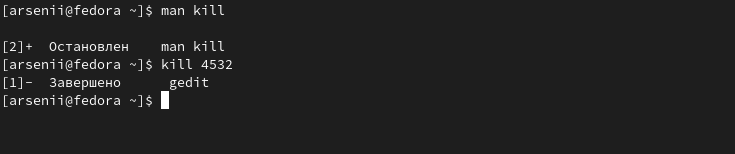 [arsenii@fedora ~]$ man kill
[2]+  Остановлен    man kill
[arsenii@fedora ~]$ kill 4532
[1]-  Завершено      gedit
[arsenii@fedora ~]$